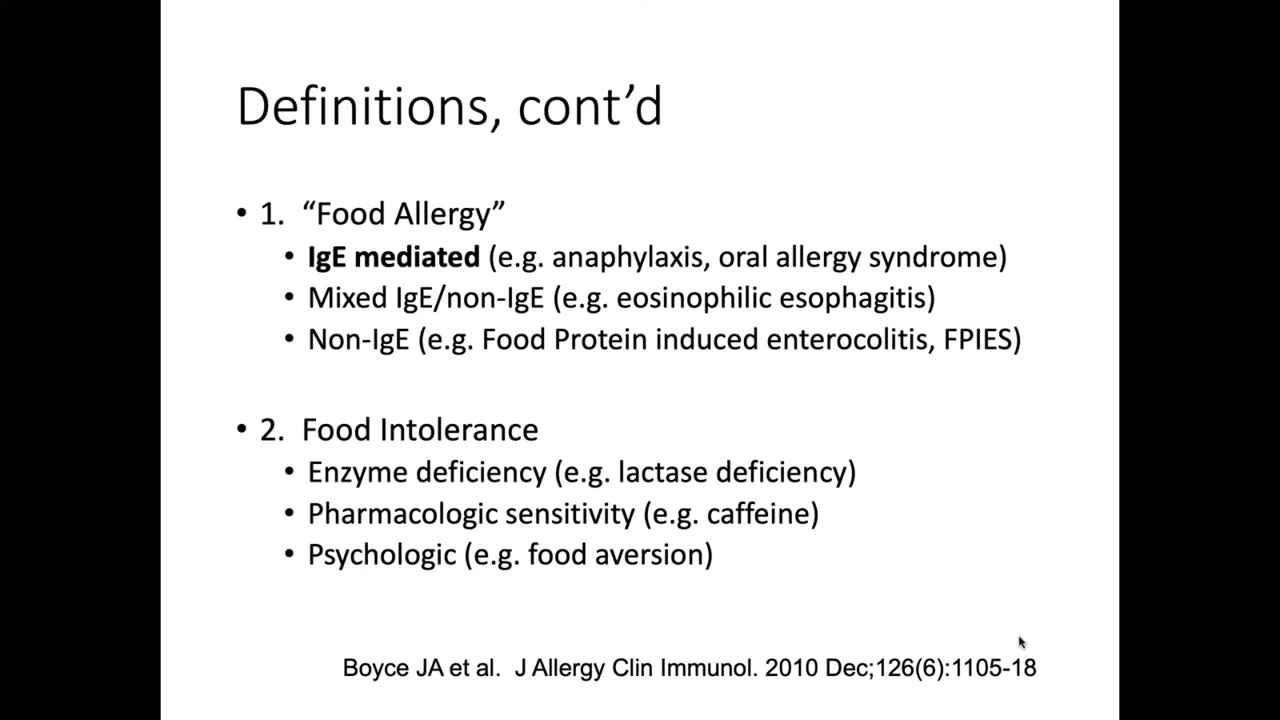 Definitions, cont’d
• 1. “Food Allergy”
• IgE mediated (e.g. anaphylaxis, oral allergy syndrome)
• Mixed IgE/non-IgE (e.g. eosinophilic esophagitis)
• Non-IgE (e.g. Food Protein induced enterocolitis, FPIES)
• 2. Food Intolerance
• Enzyme deficiency (e.g. lactase deficiency)
• Pharmacologic sensitivity (e.g. caffeine)
• Psychologic (e.g. food aversion)
Boyce JA et al. J Allergy Clin Immunol. 2010 Dec;126(6):1105-18